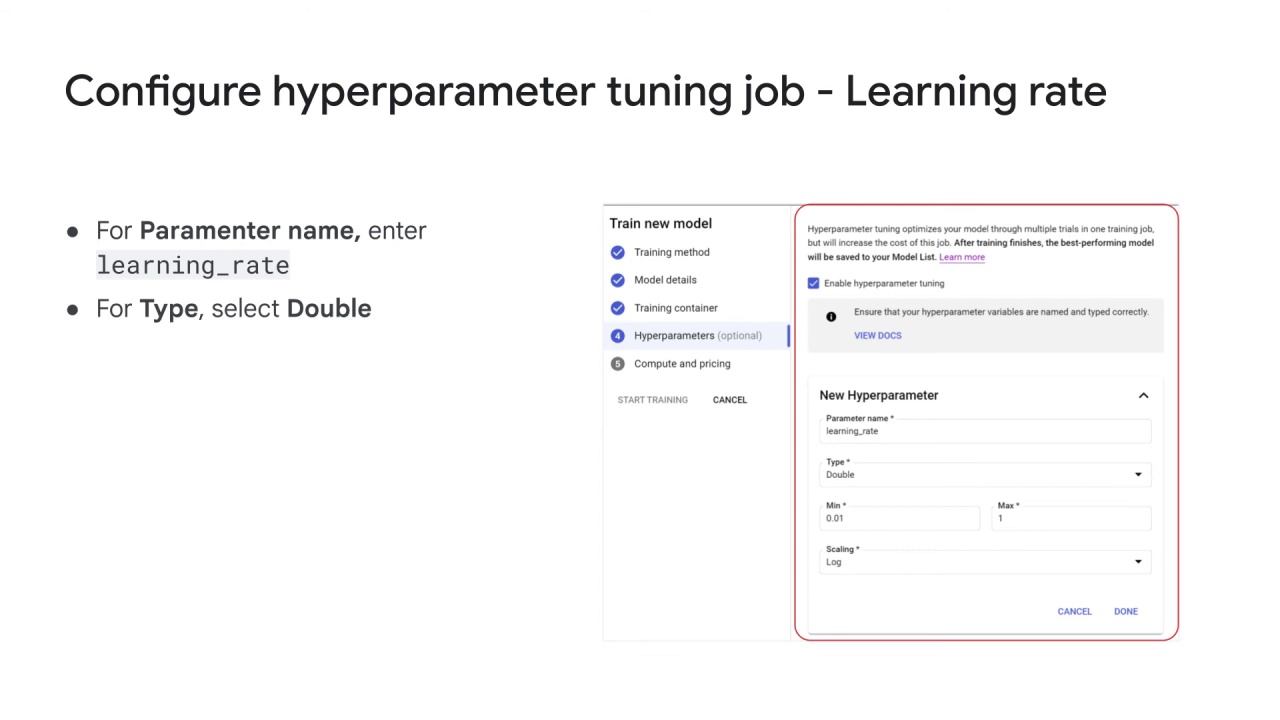 Configure hyperparameter tuning job - Learning rate
● For Paramenter name, enter
learning_rate
● For Type, select Double
Train new model
Training method
Model details
Training container
4 Hyperparameters (optional)
5 Compute and pricing
START TRAINING CANCEL
Hyperparameter tuning optimizes your model through multiple trials in one training job,
but will increase the cost of this job. After training finishes, the best-performing model
will be saved to your Model List. Learn more
Enable hyperparameter tuning
Ensure that your hyperparameter variables are named and typed correctly.
VIEW DOCS
New Hyperparameter
Parameter name *
learning_rate
Type *
Double
Min * Max *
0.01 1
Scaling *
Log
CANCEL DONE